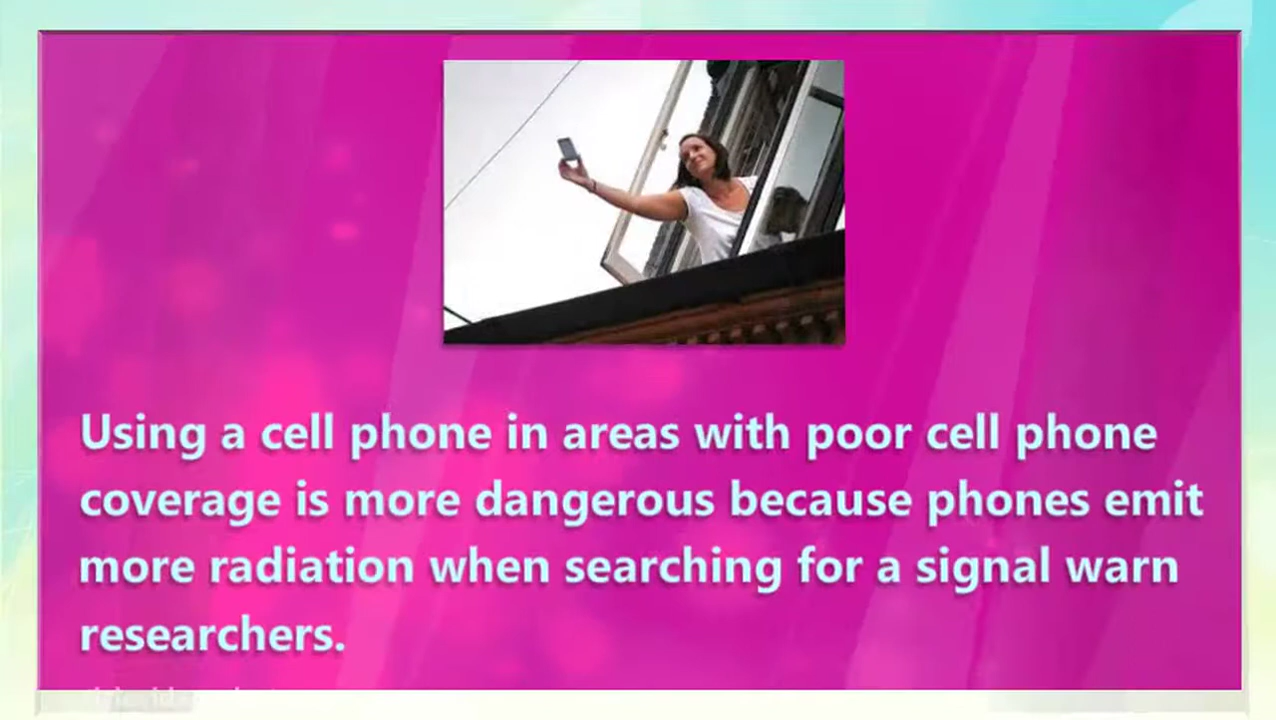 Using a cell phone in areas with poor cell phone
coverage is more dangerous because phones emit
more radiation when searching for a signal warn
researchers.